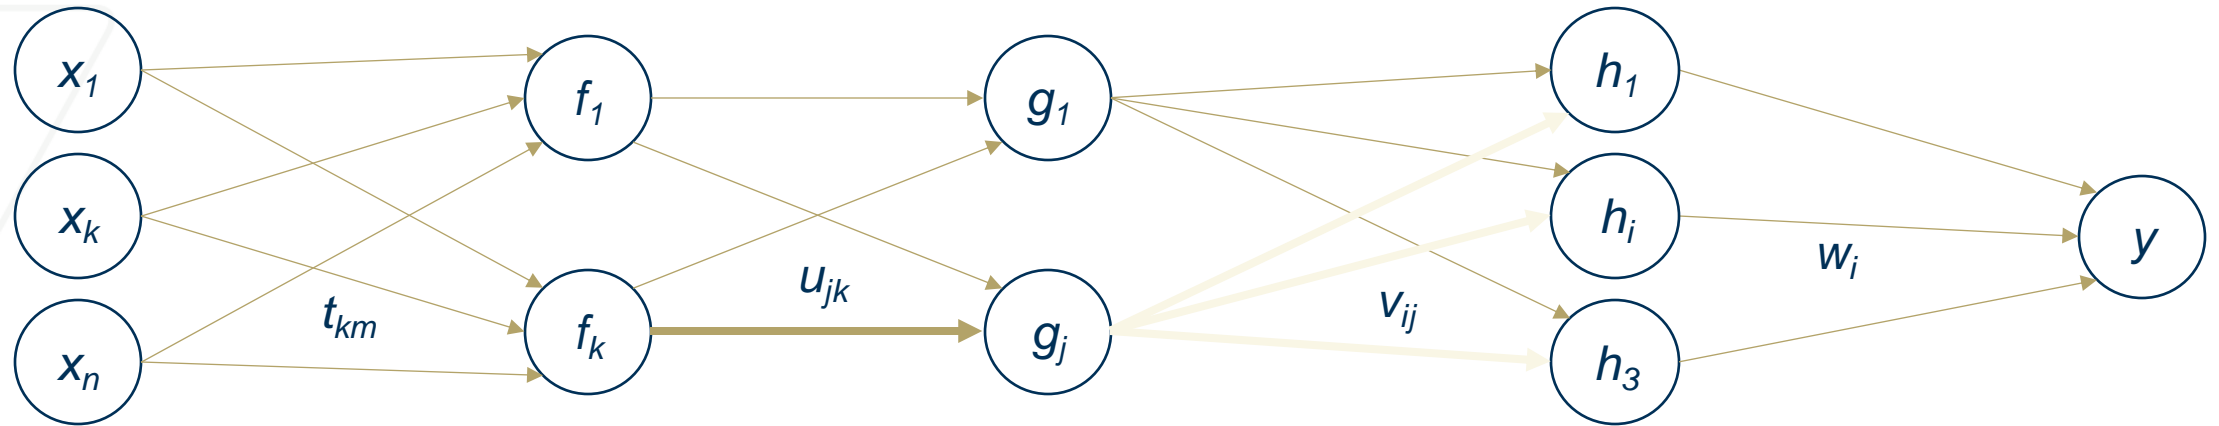 x₁
f₁
g₁
h₁
xₖ
hᵢ
y
wᵢ
uⱼₖ
vᵢⱼ
tₖₘ
fₖ
gⱼ
xₙ
h₃